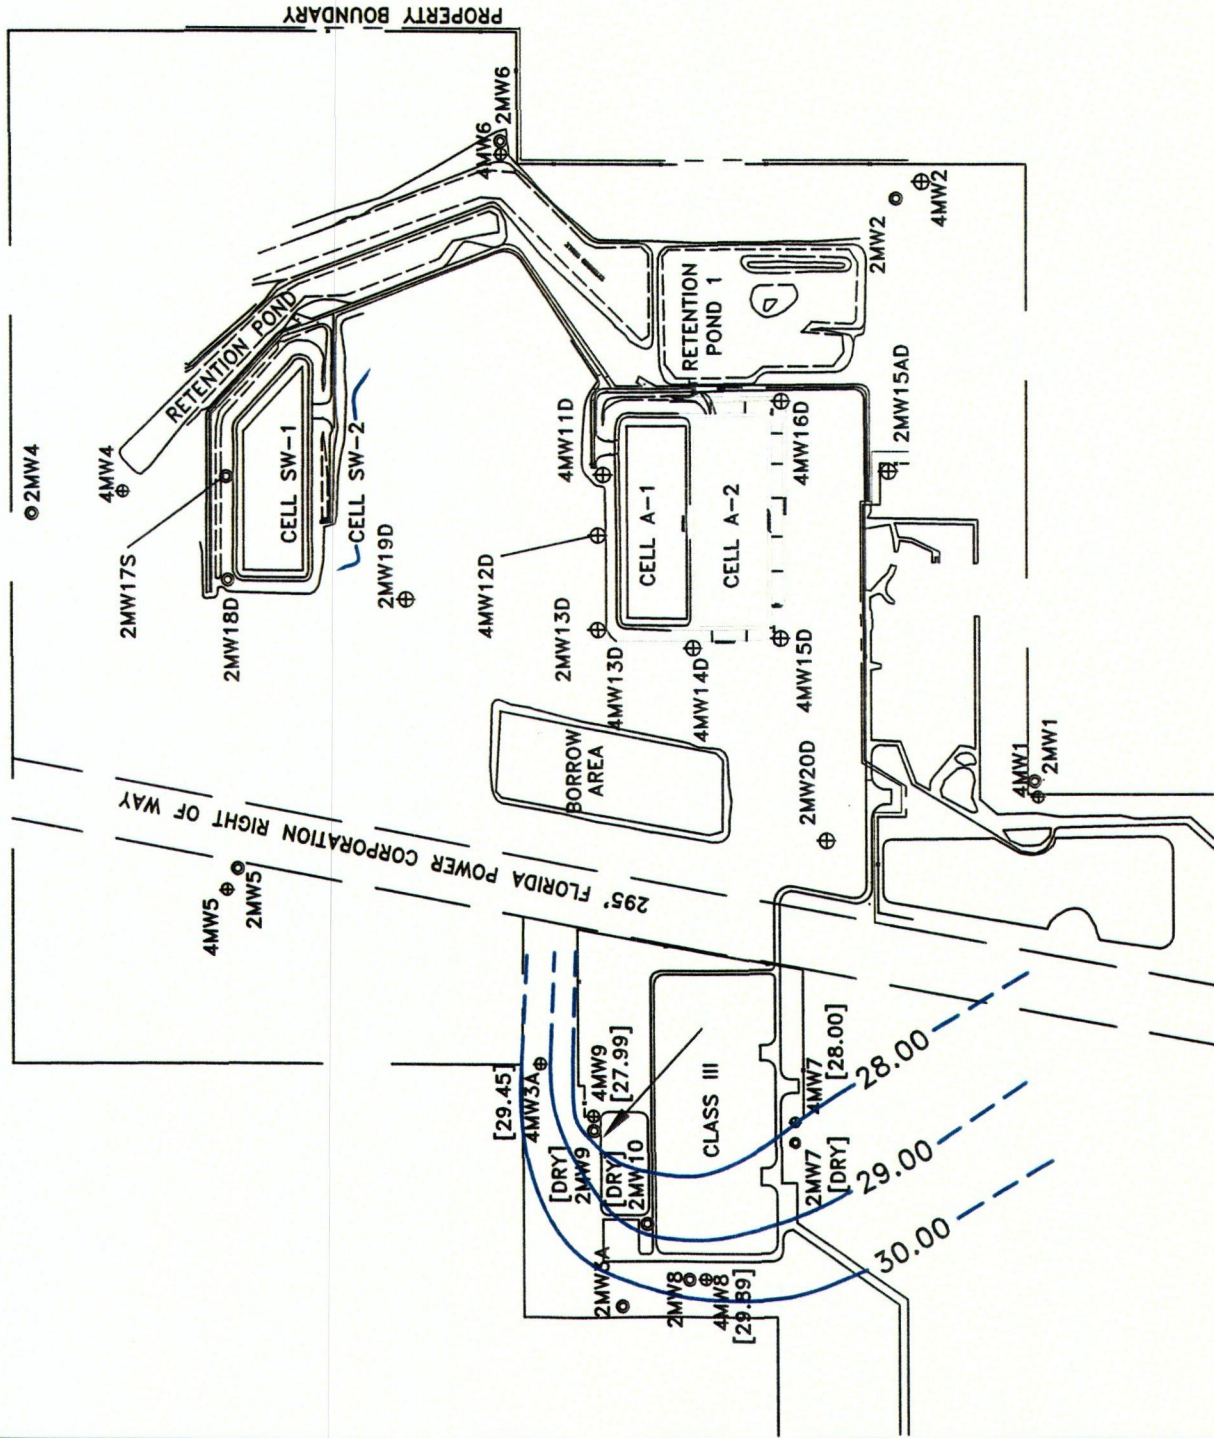 PROPERTY BOUNDARY
2MW6
4MW6
2MW4
4MW4
RETENTION POND
2MW17S
CELL SW-1
CELL SW-2
2MW18D
2MW19D
4MW2
2MW2
RETENTION
POND 1
4MW11D
4MW12D
2MW13D
4MW13D
4MW14D
CELL A-1
CELL A-2
4MW16D
2MW15AD
4MW15D
BORROW
AREA
2MW20D
4MW1
2MW1
295' FLORIDA POWER CORPORATION RIGHT OF WAY
4MW5
2MW5
[29.45]
4MW3A
4MW9
[27.99]
[DRY]
2MW9
[DRY]
2MW10
CLASS III
4MW7
[28.00]
2MW7
[DRY]
28.00
29.00
30.00
2MW3A
2MW8
4MW8
[29.89]